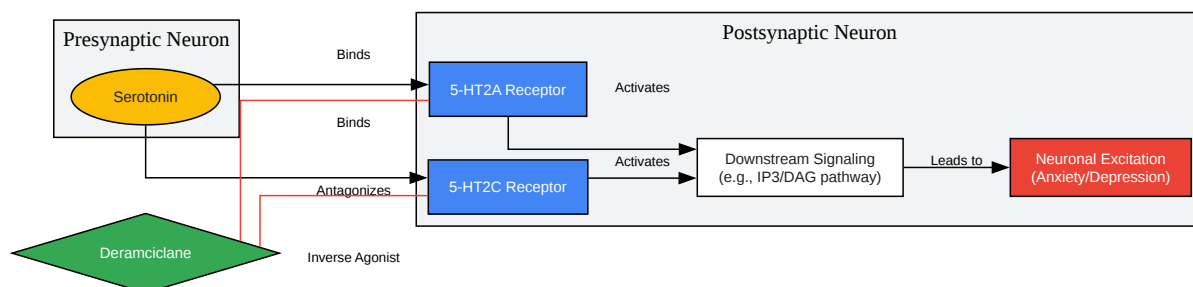 Presynaptic Neuron
Postsynaptic Neuron
Binds
Serotonin
5-HT2A Receptor
Activates
Binds
Activates
Downstream Signaling
(e.g., IP3/DAG pathway)
Leads to
Neuronal Excitation
(Anxiety/Depression)
Antagonizes
5-HT2C Receptor
Deramciclane
Inverse Agonist